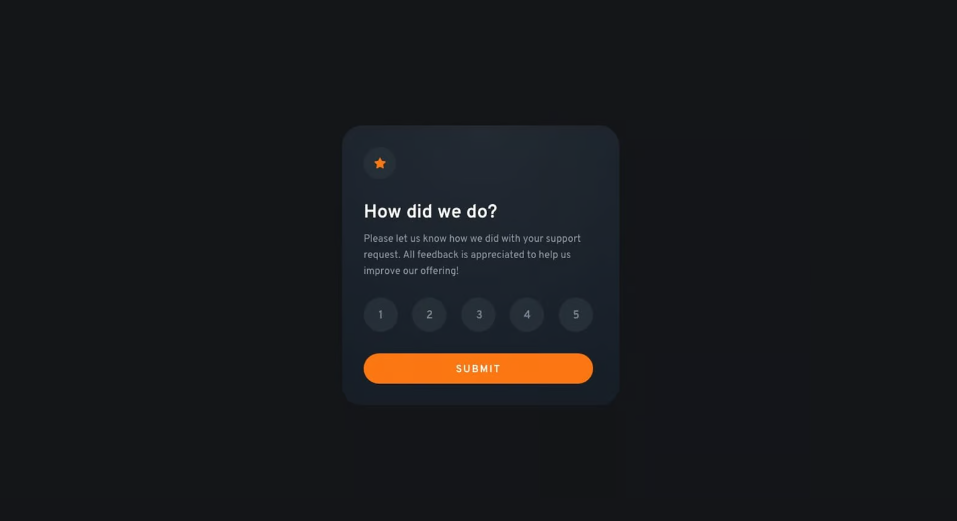 How did we do?
Please let us know how we did with your support
request. All feedback is appreciated to help us
improve our offering!
1 2 3 4 5
SUBMIT